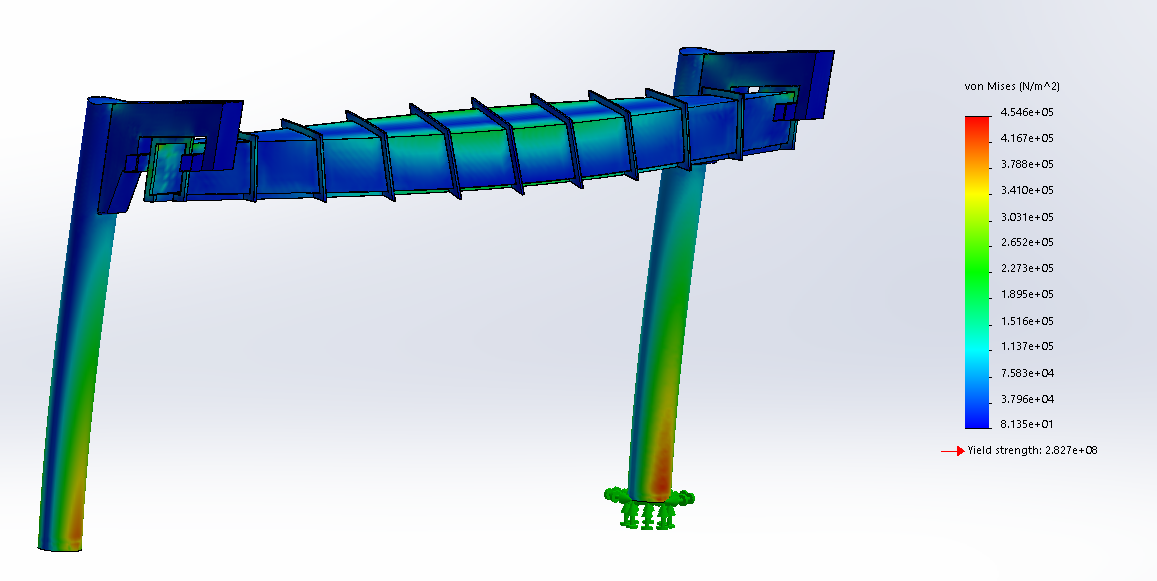 von Mises (N/m^2)
4.546e+05
4.167e+05
3.788e+05
3.410e+05
3.031e+05
2.652e+05
2.273e+05
1.895e+05
1.516e+05
1.137e+05
7.583e+04
3.796e+04
8.135e+01
Yield strength: 2.827e+08